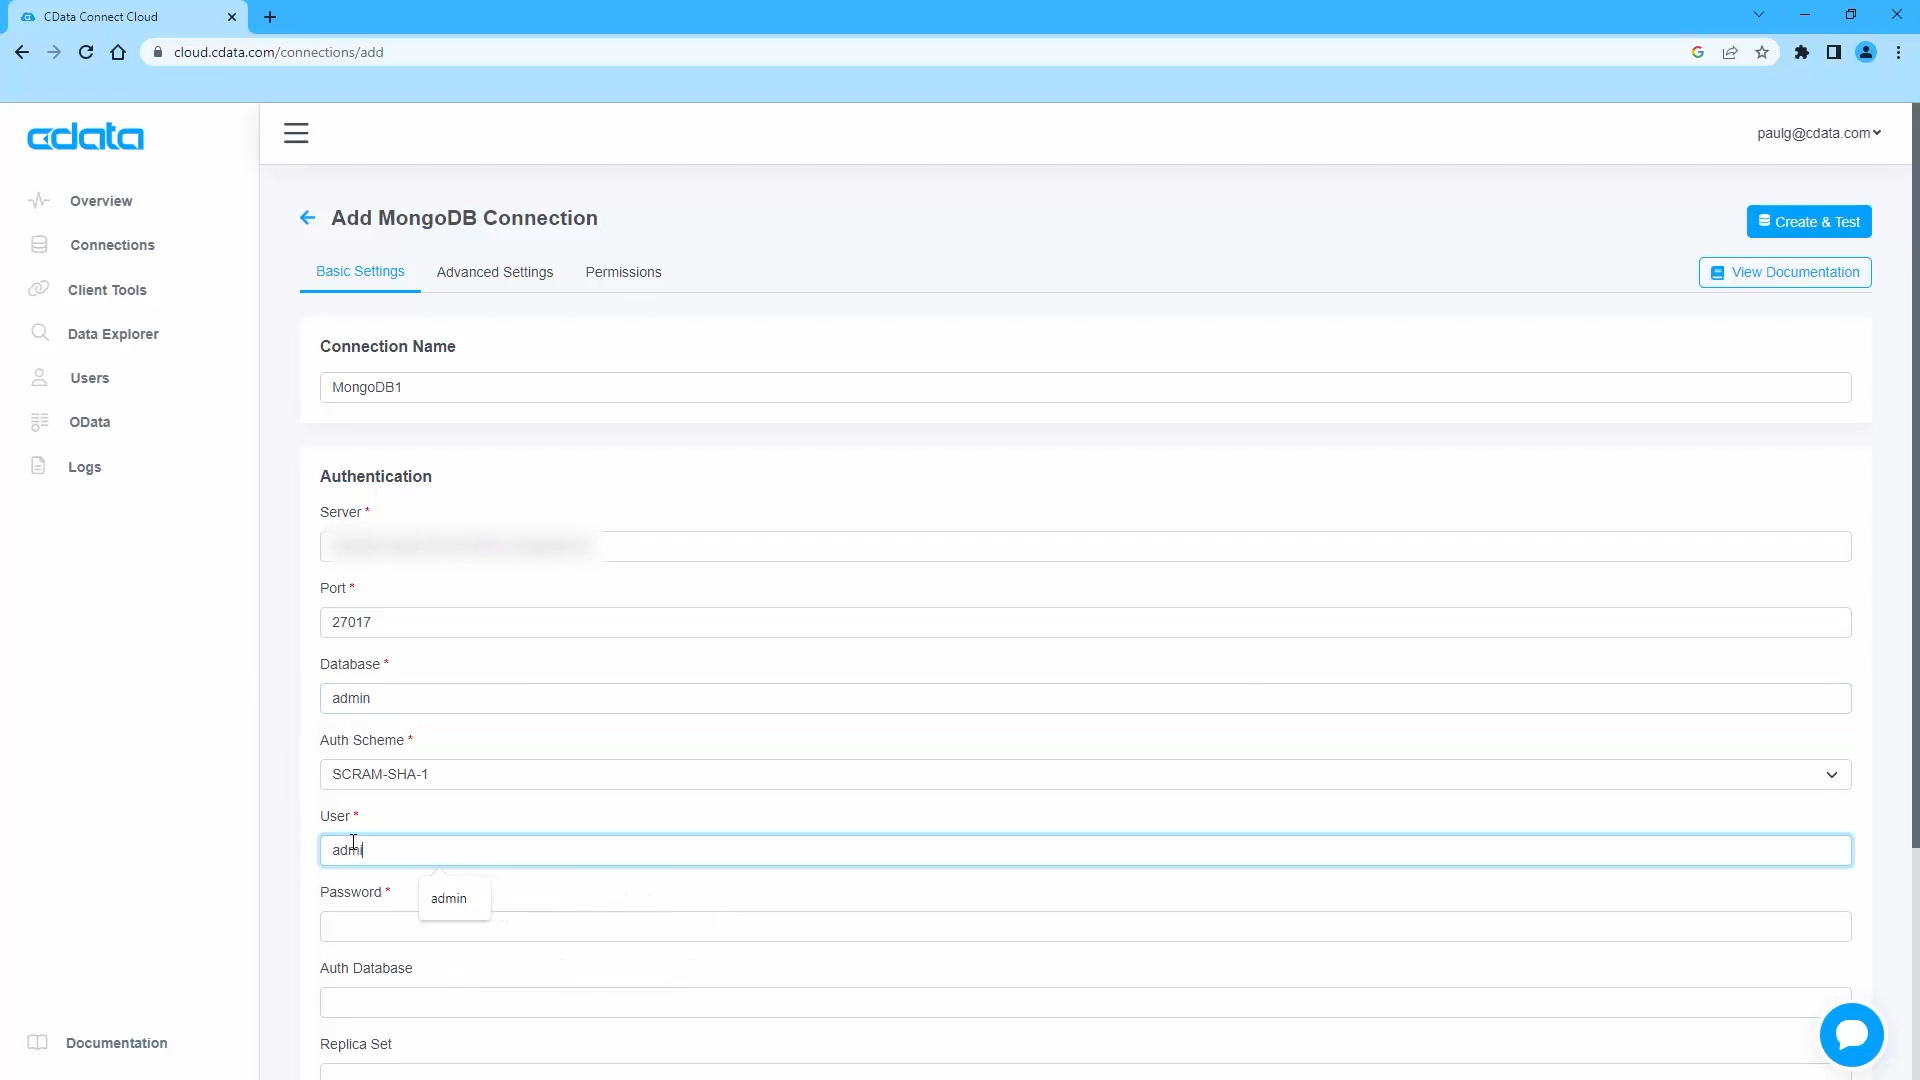 CData Connect Cloud
cloud.cdata.com/connections/add
cdata
paulg@cdata.com
Overview
Connections
Client Tools
Data Explorer
Users
OData
Logs
Documentation
Add MongoDB Connection
Create & Test
Basic Settings
Advanced Settings
Permissions
View Documentation
Connection Name
MongoDB1
Authentication
Server *
Port *
27017
Database *
admin
Auth Scheme *
SCRAM-SHA-1
User *
admi
Password *
admin
Auth Database
Replica Set